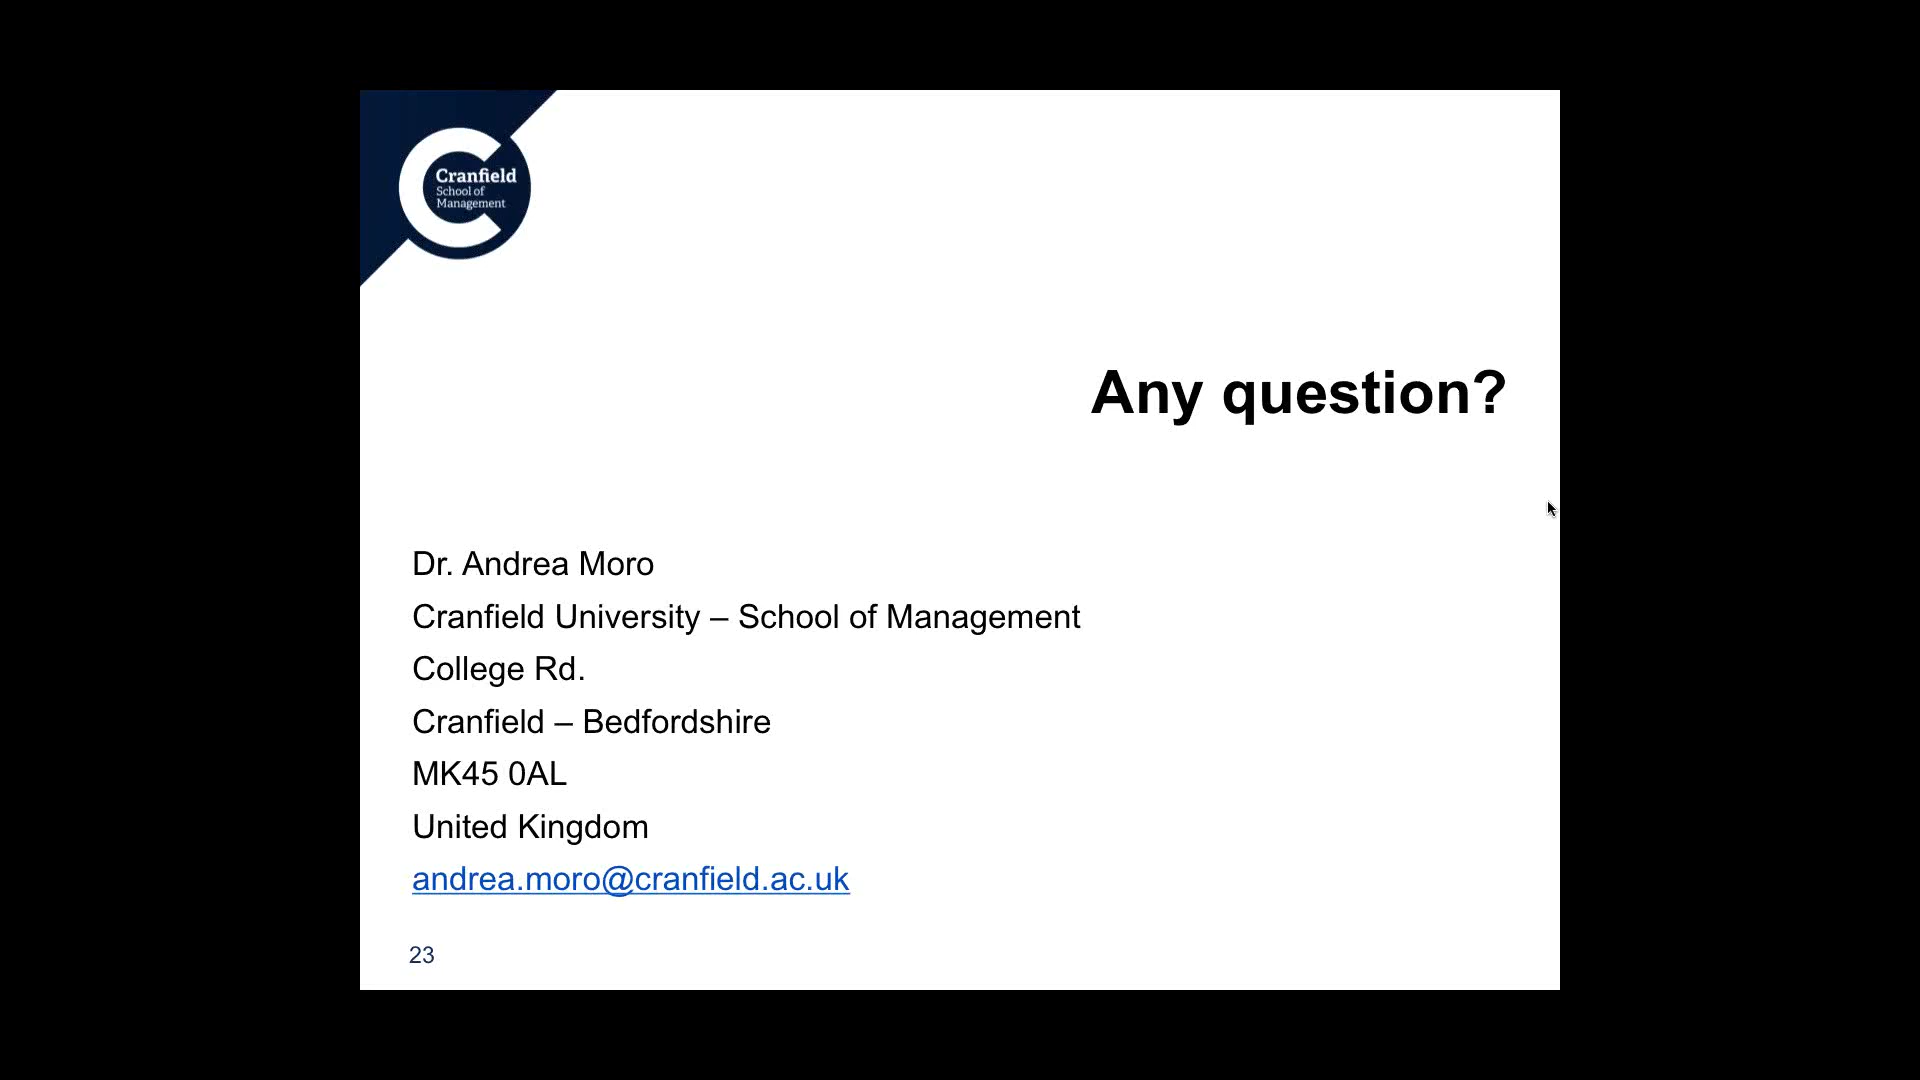 Cranfield
School of
Management
Any question?
Dr. Andrea Moro
Cranfield University – School of Management
College Rd.
Cranfield – Bedfordshire
MK45 0AL
United Kingdom
andrea.moro@cranfield.ac.uk
23